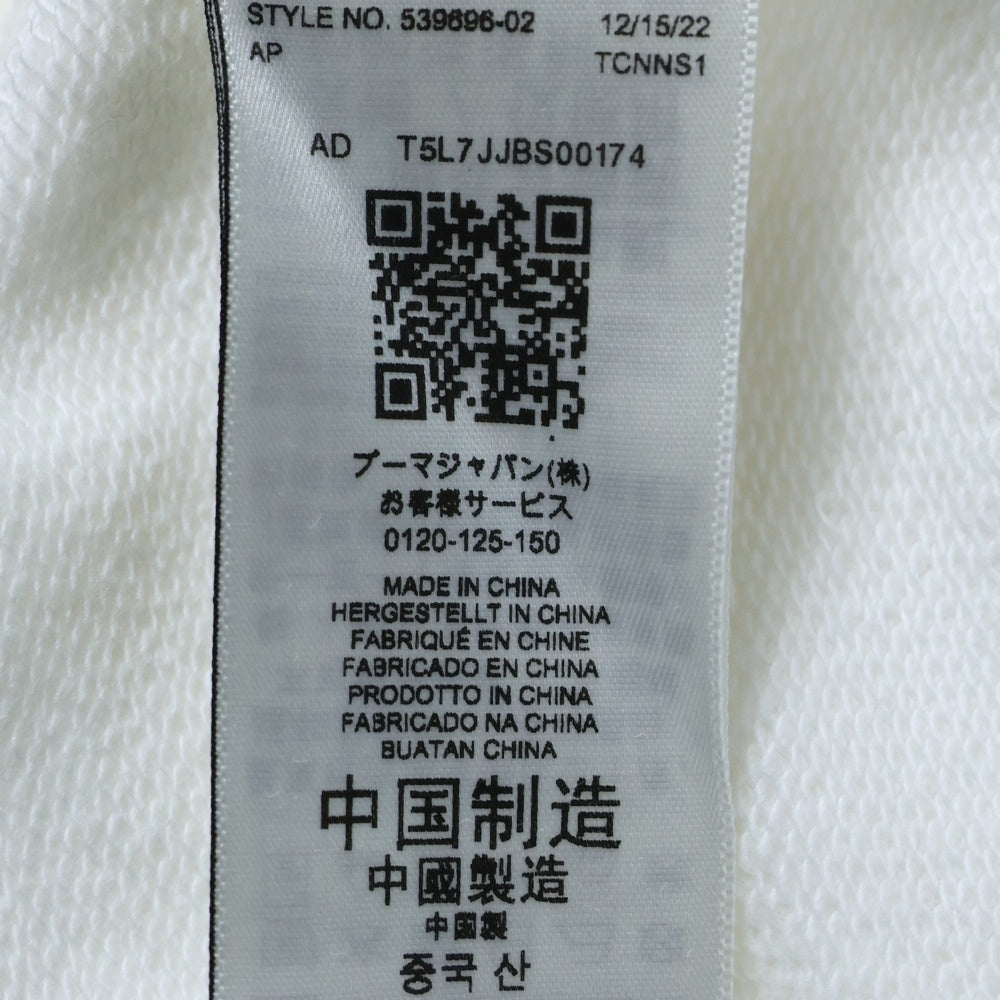 STYLE NO. 539696-02 12/15/22
AP TCNNS1
AD T5L7JJBS00174
プーマジャパン(株)
お客様サービス
0120-125-150
MADE IN CHINA
HERGESTELLT IN CHINA
FABRIQUÉ EN CHINE
FABRICADO EN CHINA
PRODOTTO IN CHINA
FABRICADO NA CHINA
BUATAN CHINA
中国制造
中國製造
中国製
중국 산